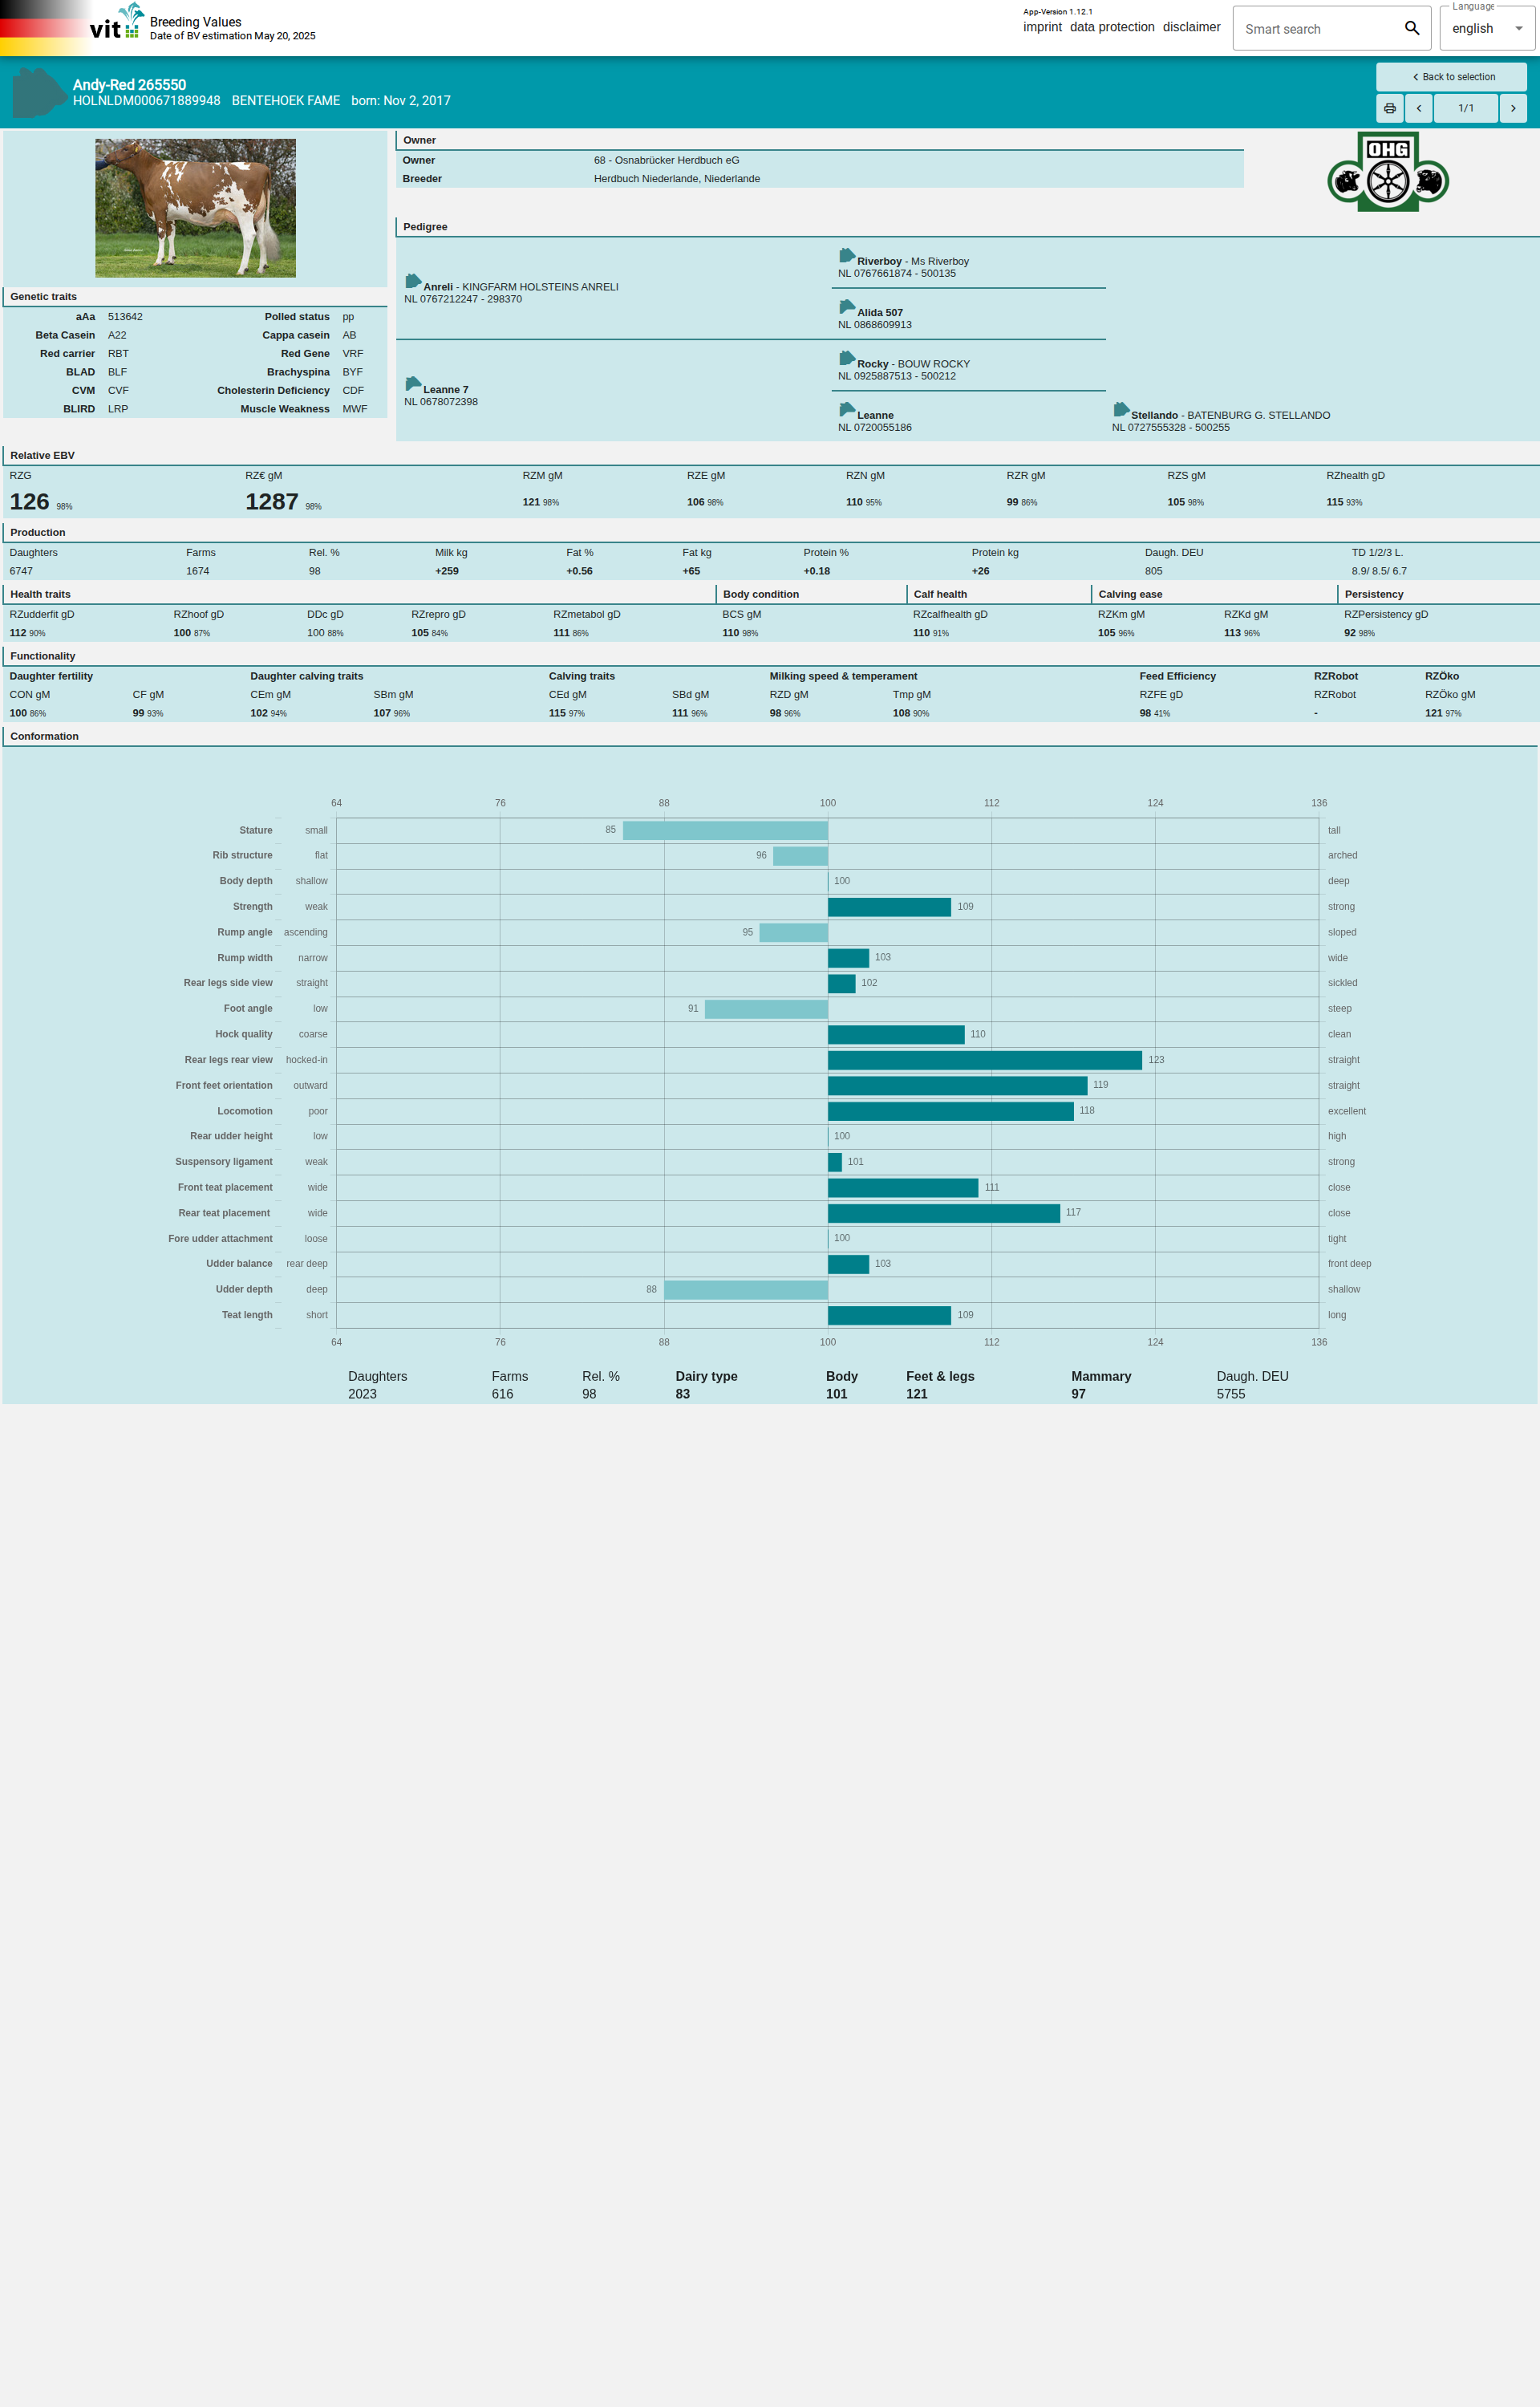 vit
Breeding Values
Date of BV estimation May 20, 2025
App-Version 1.12.1
imprint data protection disclaimer
Smart search
Language
english
Andy-Red 265550
HOLNLDM000671889948 BENTEHOEK FAME born: Nov 2, 2017
Back to selection
1/1
Owner
Owner 68 - Osnabrücker Herdbuch eG
Breeder Herdbuch Niederlande, Niederlande
OHG
Pedigree
Anreli - KINGFARM HOLSTEINS ANRELI
NL 0767212247 - 298370
Riverboy - Ms Riverboy
NL 0767661874 - 500135
Alida 507
NL 0868609913
Leanne 7
NL 0678072398
Rocky - BOUW ROCKY
NL 0925887513 - 500212
Leanne
NL 0720055186
Stellando - BATENBURG G. STELLANDO
NL 0727555328 - 500255
Genetic traits
aAa 513642 Polled status pp
Beta Casein A22 Cappa casein AB
Red carrier RBT Red Gene VRF
BLAD BLF Brachyspina BYF
CVM CVF Cholesterin Deficiency CDF
BLIRD LRP Muscle Weakness MWF
Relative EBV
RZG RZ€ gM RZM gM RZE gM RZN gM RZR gM RZS gM RZhealth gD
126 98% 1287 98% 121 98% 106 98% 110 95% 99 86% 105 98% 115 93%
Production
Daughters Farms Rel. % Milk kg Fat % Fat kg Protein % Protein kg Daugh. DEU TD 1/2/3 L.
6747 1674 98 +259 +0.56 +65 +0.18 +26 805 8.9/ 8.5/ 6.7
Health traits Body condition Calf health Calving ease Persistency
RZudderfit gD RZhoof gD DDc gD RZrepro gD RZmetabol gD BCS gM RZcalfhealth gD RZKm gM RZKd gM RZPersistency gD
112 90% 100 87% 100 88% 105 84% 111 86% 110 98% 110 91% 105 96% 113 96% 92 98%
Functionality
Daughter fertility Daughter calving traits Calving traits Milking speed & temperament Feed Efficiency RZRobot RZÖko
CON gM CF gM CEm gM SBm gM CEd gM SBd gM RZD gM Tmp gM RZFE gD RZRobot RZÖko gM
100 86% 99 93% 102 94% 107 96% 115 97% 111 96% 98 96% 108 90% 98 41% - 121 97%
Conformation
64 76 88 100 112 124 136
Stature small 85 tall
Rib structure flat 96 arched
Body depth shallow 100 deep
Strength weak 109 strong
Rump angle ascending 95 sloped
Rump width narrow 103 wide
Rear legs side view straight 102 sickled
Foot angle low 91 steep
Hock quality coarse 110 clean
Rear legs rear view hocked-in 123 straight
Front feet orientation outward 119 straight
Locomotion poor 118 excellent
Rear udder height low 100 high
Suspensory ligament weak 101 strong
Front teat placement wide 111 close
Rear teat placement wide 117 close
Fore udder attachment loose 100 tight
Udder balance rear deep 103 front deep
Udder depth deep 88 shallow
Teat length short 109 long
64 76 88 100 112 124 136
Daughters Farms Rel. % Dairy type Body Feet & legs Mammary Daugh. DEU
2023 616 98 83 101 121 97 5755